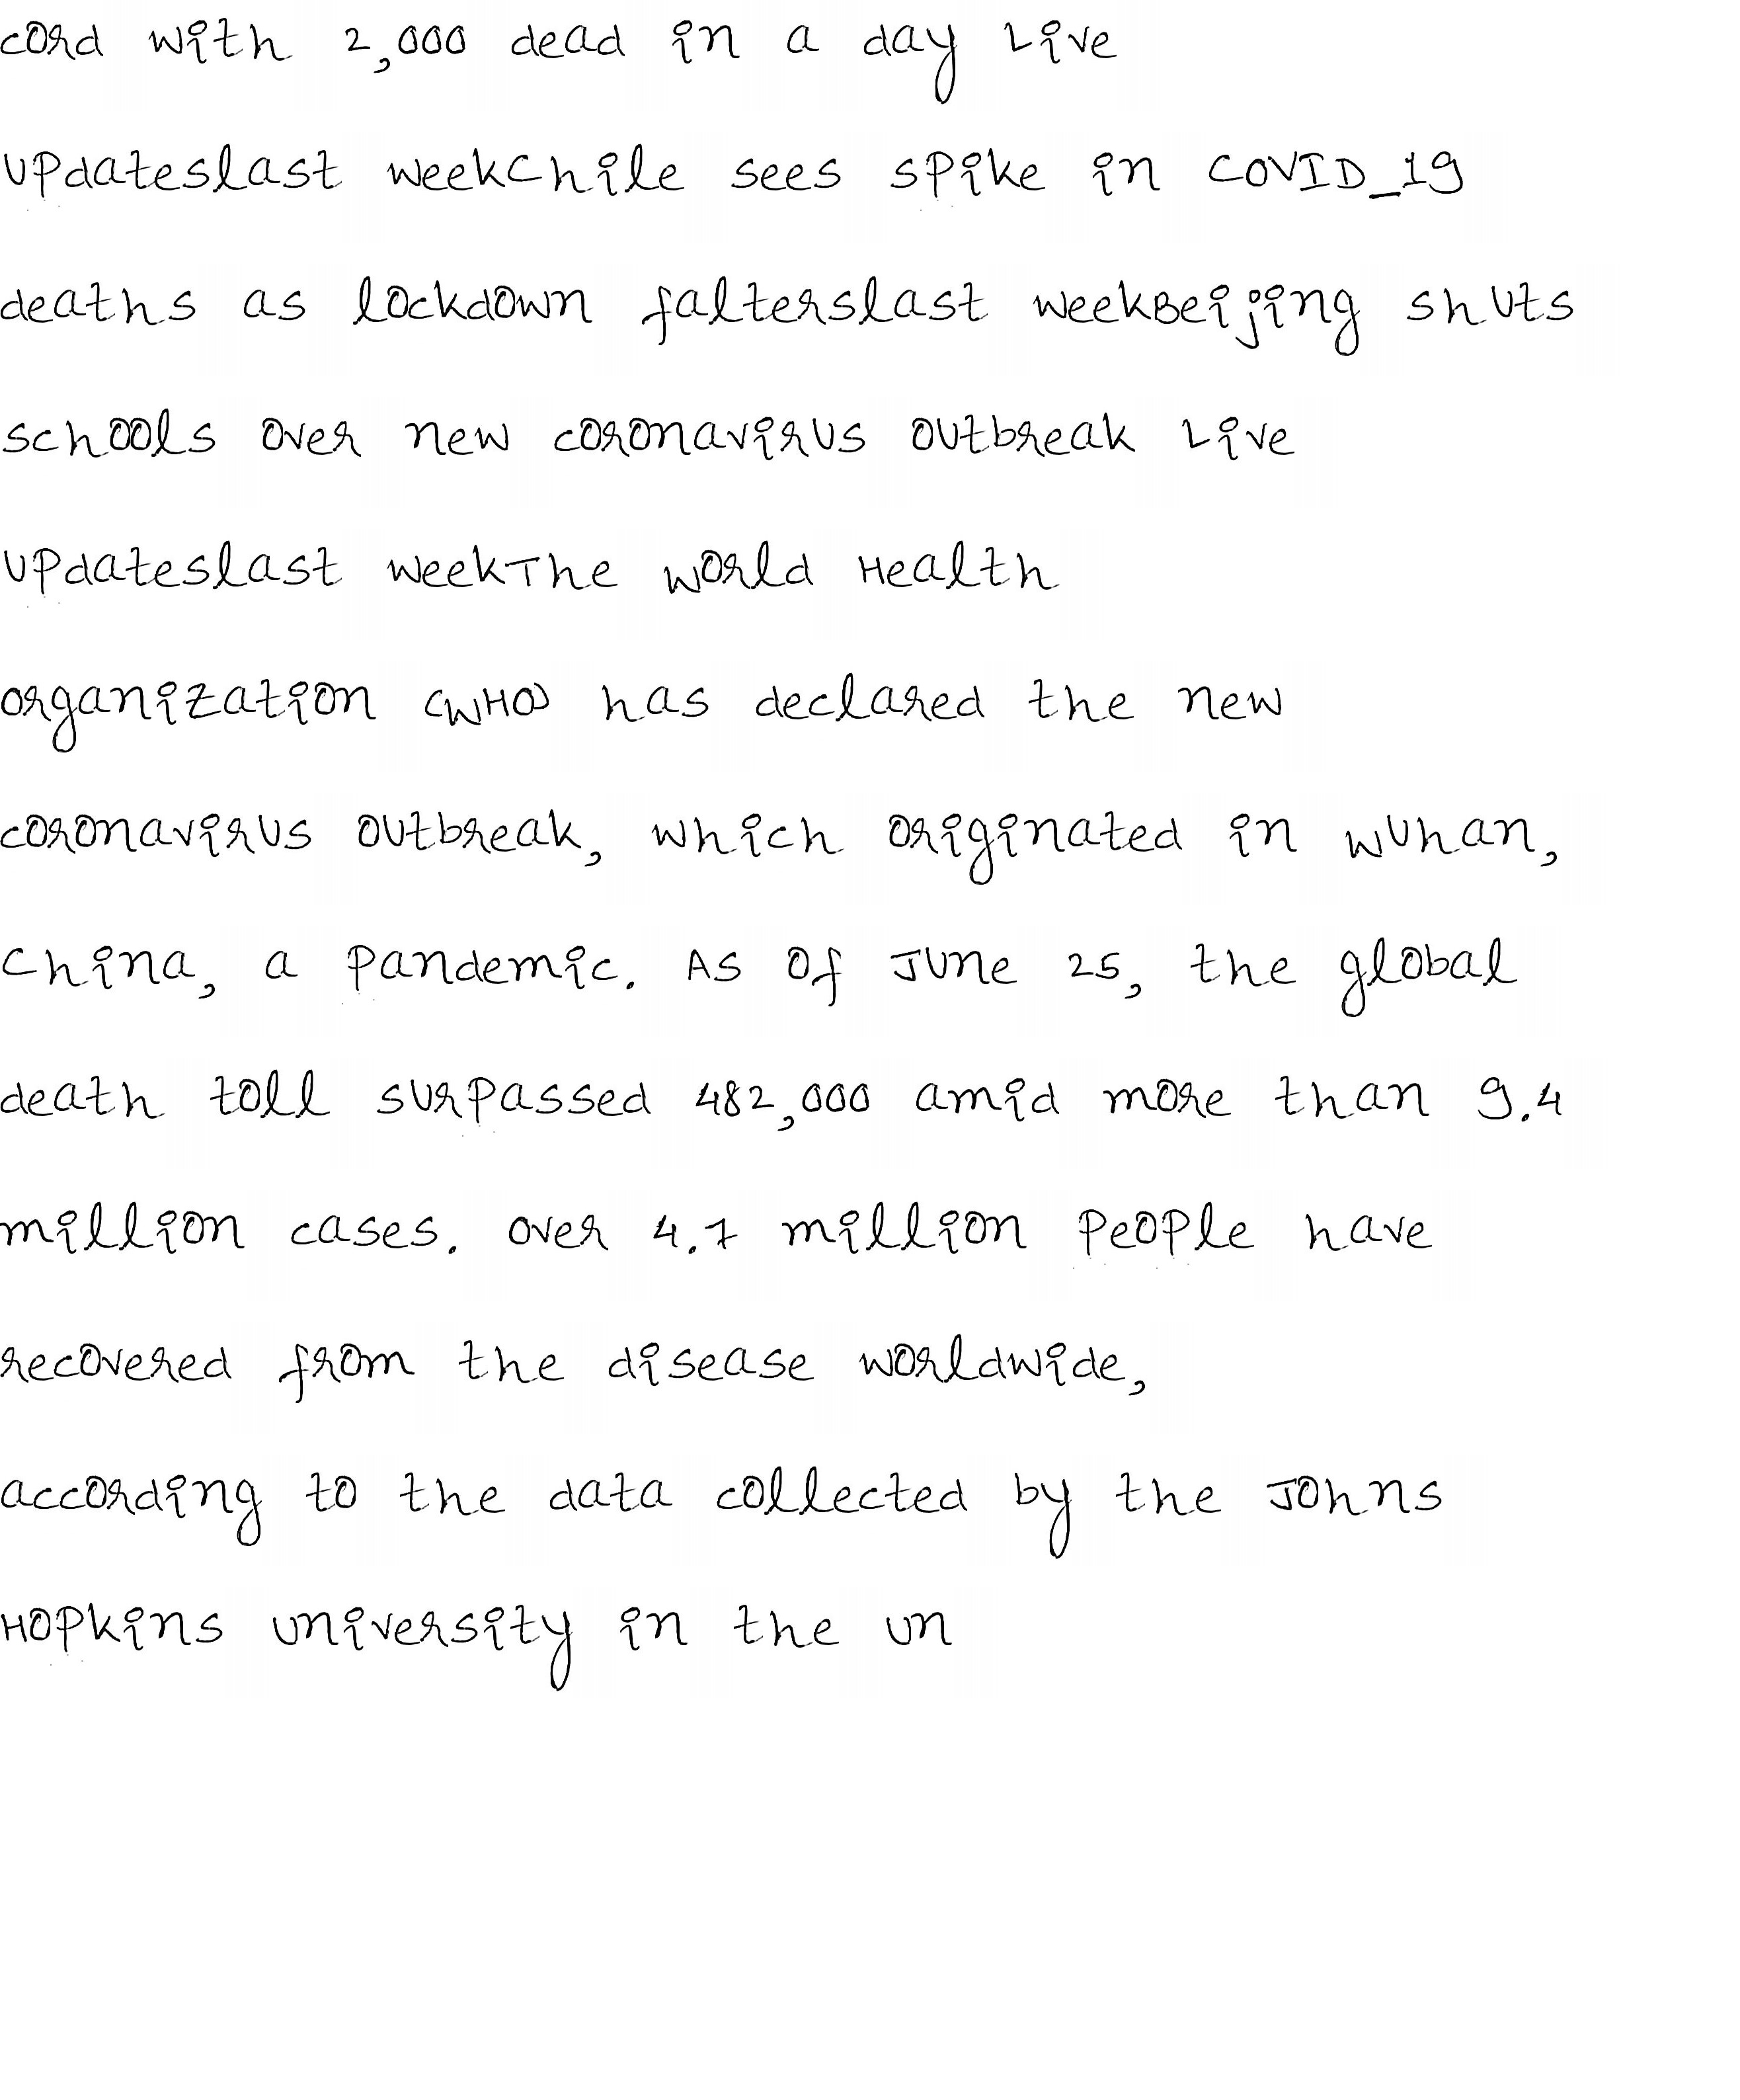 cord with 2,000 dead in a day Live
updateslast weekChile sees spike in COVID_19
deaths as lockdown falterslast weekBeijing shuts
schools over new coronavirus outbreak Live
updateslast weekThe World Health
Organization (WHO) has declared the new
coronavirus outbreak, which originated in Wuhan,
China, a pandemic. As of June 25, the global
death toll surpassed 482,000 amid more than 9.4
million cases. Over 4.7 million people have
recovered from the disease worldwide,
according to the data collected by the Johns
Hopkins University in the Un